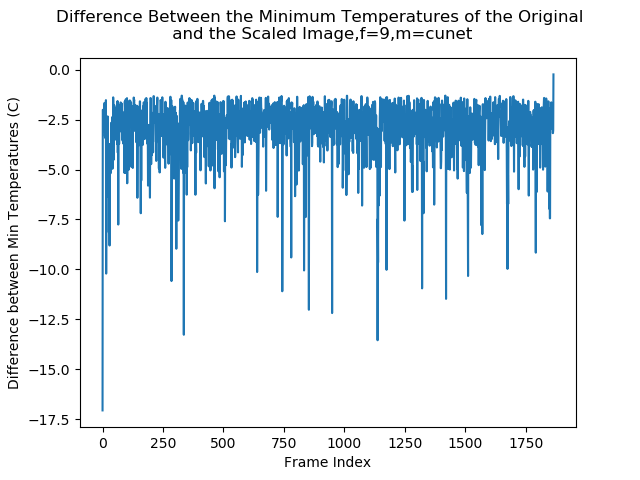 Difference Between the Minimum Temperatures of the Original
and the Scaled Image,f=9,m=cunet
0.0
−2.5
−5.0
−7.5
−10.0
−12.5
−15.0
−17.5
Difference between Min Temperatures (C)
0 250 500 750 1000 1250 1500 1750
Frame Index